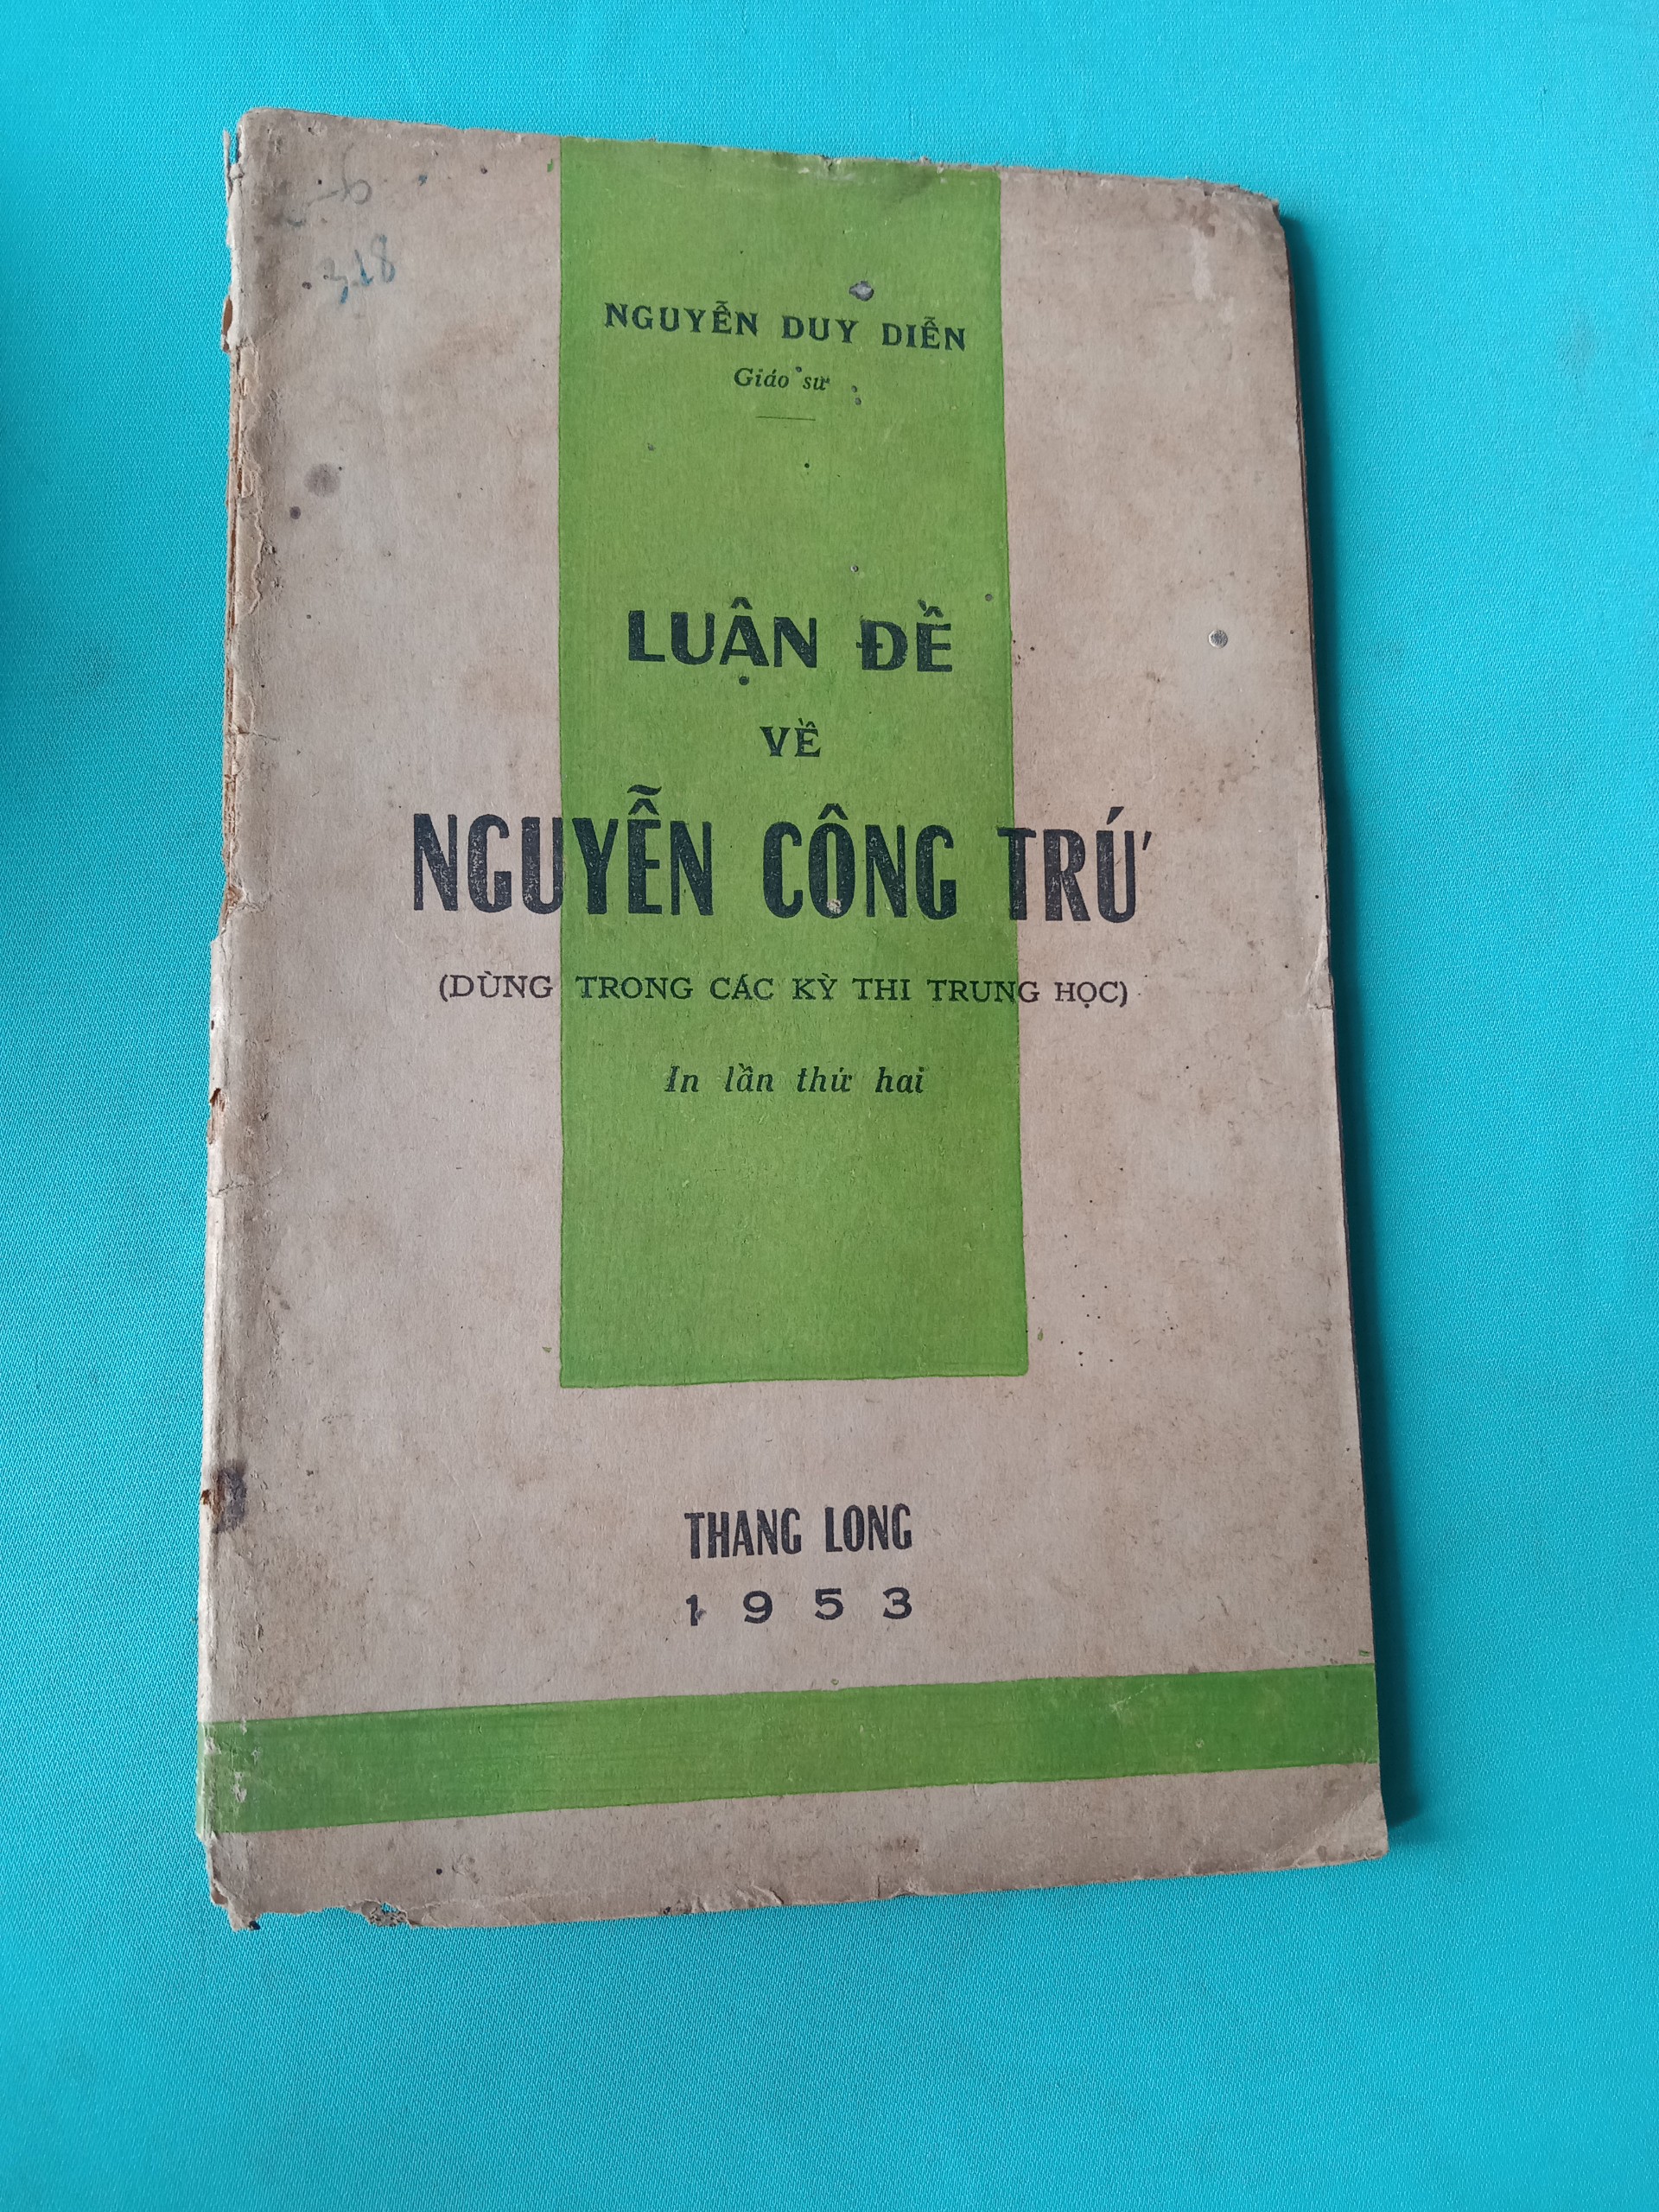 318
NGUYỄN DUY DIỄN
Giáo sư
LUẬN ĐỀ
VỀ
NGUYỄN CÔNG TRỨ
(DÙNG TRONG CÁC KỲ THI TRUNG HỌC)
In lần thứ hai
THANG LONG
1953